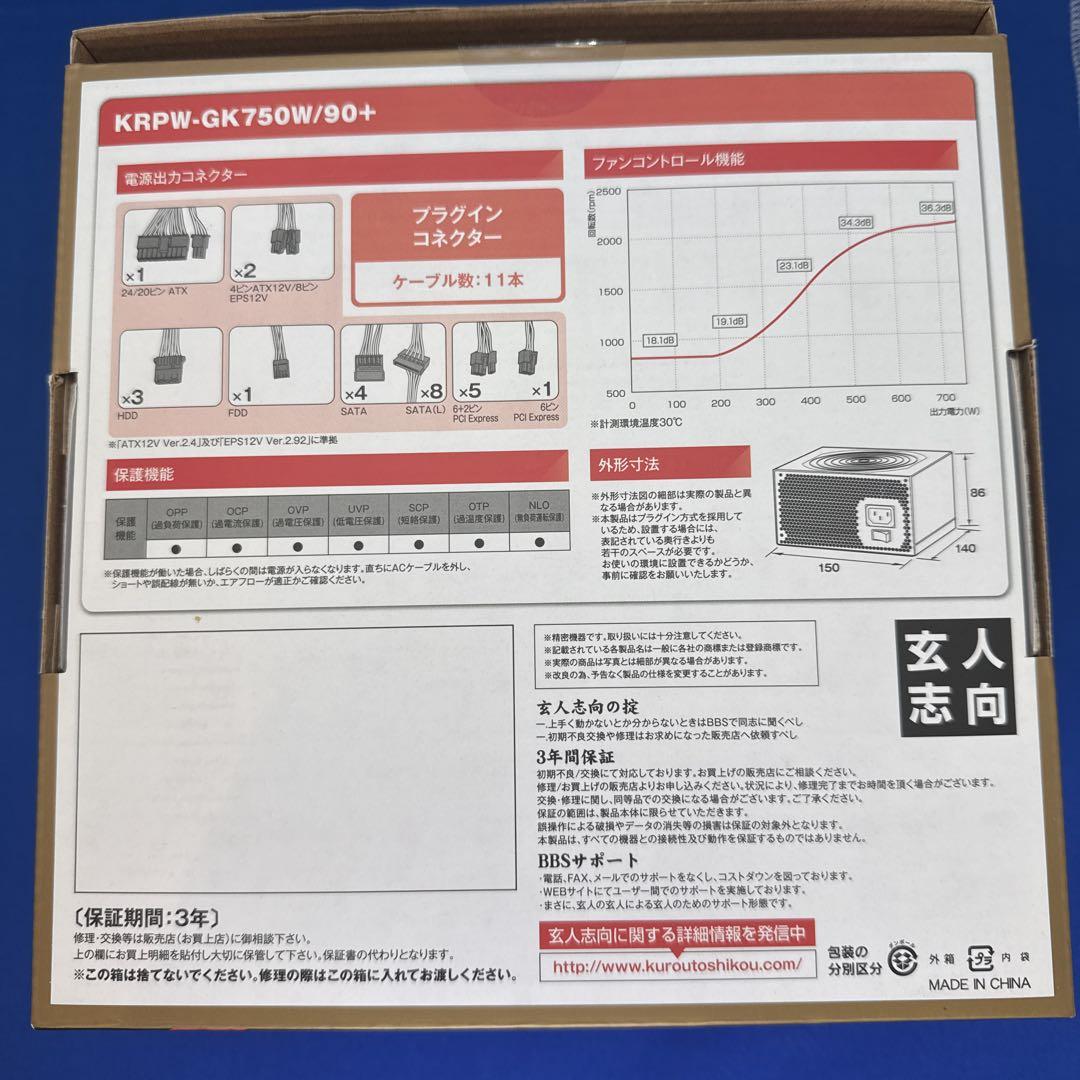 KRPW-GK750W/90+
電源出力コネクター
×1
24/20ピン ATX
×2
4ピンATX12V/8ピン
EPS12V
プラグイン
コネクター
ケーブル数:11本
×3
HDD
×1
FDD
×4
SATA
×8
SATA(L)
×5
6+2ピン
PCI Express
×1
6ピン
PCI Express
※「ATX12V Ver.2.4」及び「EPS12V Ver.2.92」に準拠
ファンコントロール機能
回転数(rpm)
2500
2000
1500
1000
500
18.1dB
19.1dB
23.1dB
34.3dB
36.3dB
0 100 200 300 400 500 600 700
出力電力(W)
※計測環境温度30℃
保護機能
保護
機能
OPP
(過負荷保護)
OCP
(過電流保護)
OVP
(過電圧保護)
UVP
(低電圧保護)
SCP
(短絡保護)
OTP
(過温度保護)
NLO
(無負荷運転保護)
● ● ● ● ● ● ●
※保護機能が働いた場合、しばらくの間は電源が入らなくなります。直ちにACケーブルを外し、
ショートや誤配線が無いか、エアフローが適正かご確認ください。
外形寸法
※外形寸法図の細部は実際の製品と異
なる場合があります。
※本製品はプラグイン方式を採用して
いるため、設置する場合には、
表記されている奥行きよりも
若干のスペースが必要です。
お使いの環境に設置できるかどうか、
事前に確認をお願いいたします。
86
140
150
※精密機器です。取り扱いには十分注意してください。
※記載されている各製品名は一般に各社の商標または登録商標です。
※実際の商品は写真とは細部が異なる場合があります。
※改良の為、予告なく製品の仕様を変更することがあります。
玄人
志向
玄人志向の掟
一.上手く動かないとか分からないときはBBSで同志に聞くべし
一.初期不良交換や修理はお求めになった販売店へ依頼すべし
3年間保証
初期不良/交換にて対応しております。お買上げの販売店にご相談ください。
修理/お買上げの販売店よりお申し込みください。状況により、修理完了までお時間を頂く場合がございます。
交換・修理に関し、同等品での交換になる場合がございます。ご了承ください。
保証の範囲は、製品本体に限らせていただきます。
誤操作による破損やデータの消失等の損害は保証の対象外となります。
本製品は、すべての機器との接続性及び動作を保証するものではありません。
BBSサポート
・電話、FAX、メールでのサポートをなくし、コストダウンを図っております。
・WEBサイトにてユーザー間でのサポートを実施しております。
・まさに、玄人の玄人による玄人のためのサポート形態です。
〔保証期間:3年〕
修理・交換等は販売店(お買上店)に御相談下さい。
上の欄にお買上明細を貼付し大切に保管して下さい。保証書の代わりとなります。
※この箱は捨てないでください。修理の際はこの箱に入れてお渡しください。
玄人志向に関する詳細情報を発信中
http://www.kuroutoshikou.com/
包装の
分別区分
ダンボール
外箱
プラ
内袋
MADE IN CHINA